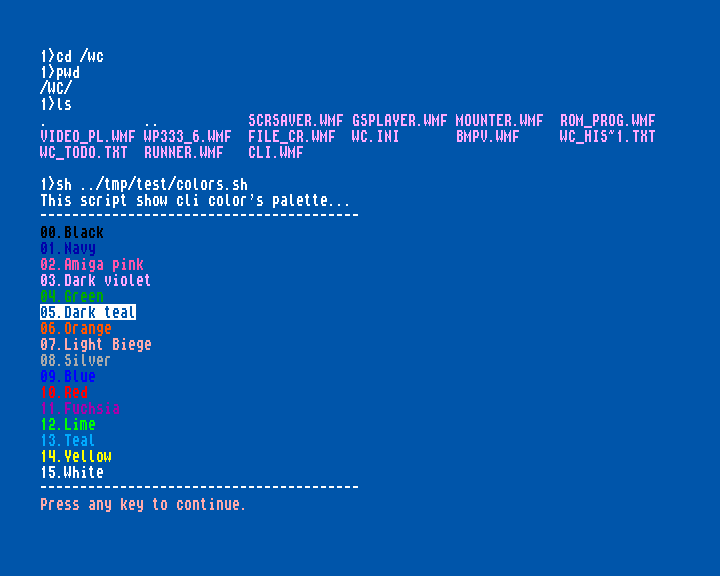 1>cd /wc
1>pwd
/WC/
1>ls
. .. SCRSAVER.WMF GSPLAYER.WMF MOUNTER.WMF ROM_PROG.WMF
VIDEO_PL.WMF WP333_6.WMF FILE_CR.WMF WC.INI BMPV.WMF WC_HIS~1.TXT
WC_TODO.TXT RUNNER.WMF CLI.WMF
1>sh ../tmp/test/colors.sh
This script show cli color's palette...
----------------------------------------
00.Black
01.Navy
02.Amiga pink
03.Dark violet
04.Green
05.Dark teal
06.Orange
07.Light Biege
08.Silver
09.Blue
10.Red
11.Fuchsia
12.Lime
13.Teal
14.Yellow
15.White
----------------------------------------
Press any key to continue.